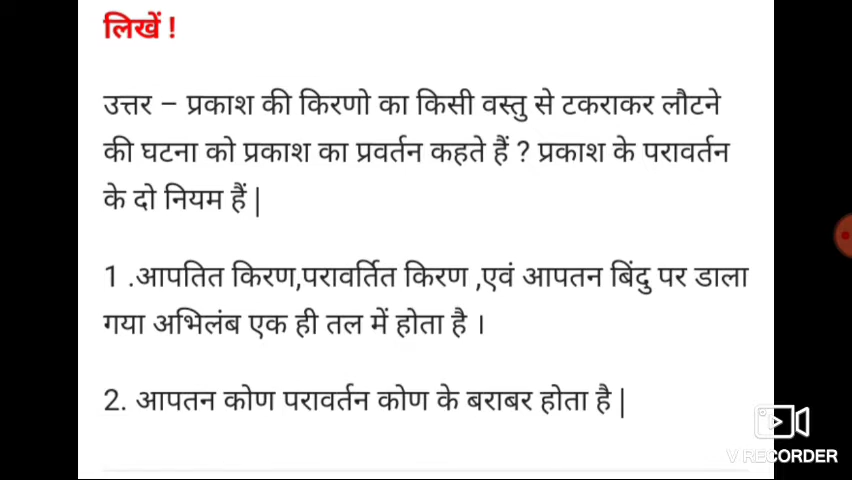 लिखें !
उत्तर – प्रकाश की किरणो का किसी वस्तु से टकराकर लौटने
की घटना को प्रकाश का प्रवर्तन कहते हैं ? प्रकाश के परावर्तन
के दो नियम हैं |
1 .आपतित किरण,परावर्तित किरण ,एवं आपतन बिंदु पर डाला
गया अभिलंब एक ही तल में होता है ।
2. आपतन कोण परावर्तन कोण के बराबर होता है |
V RECORDER